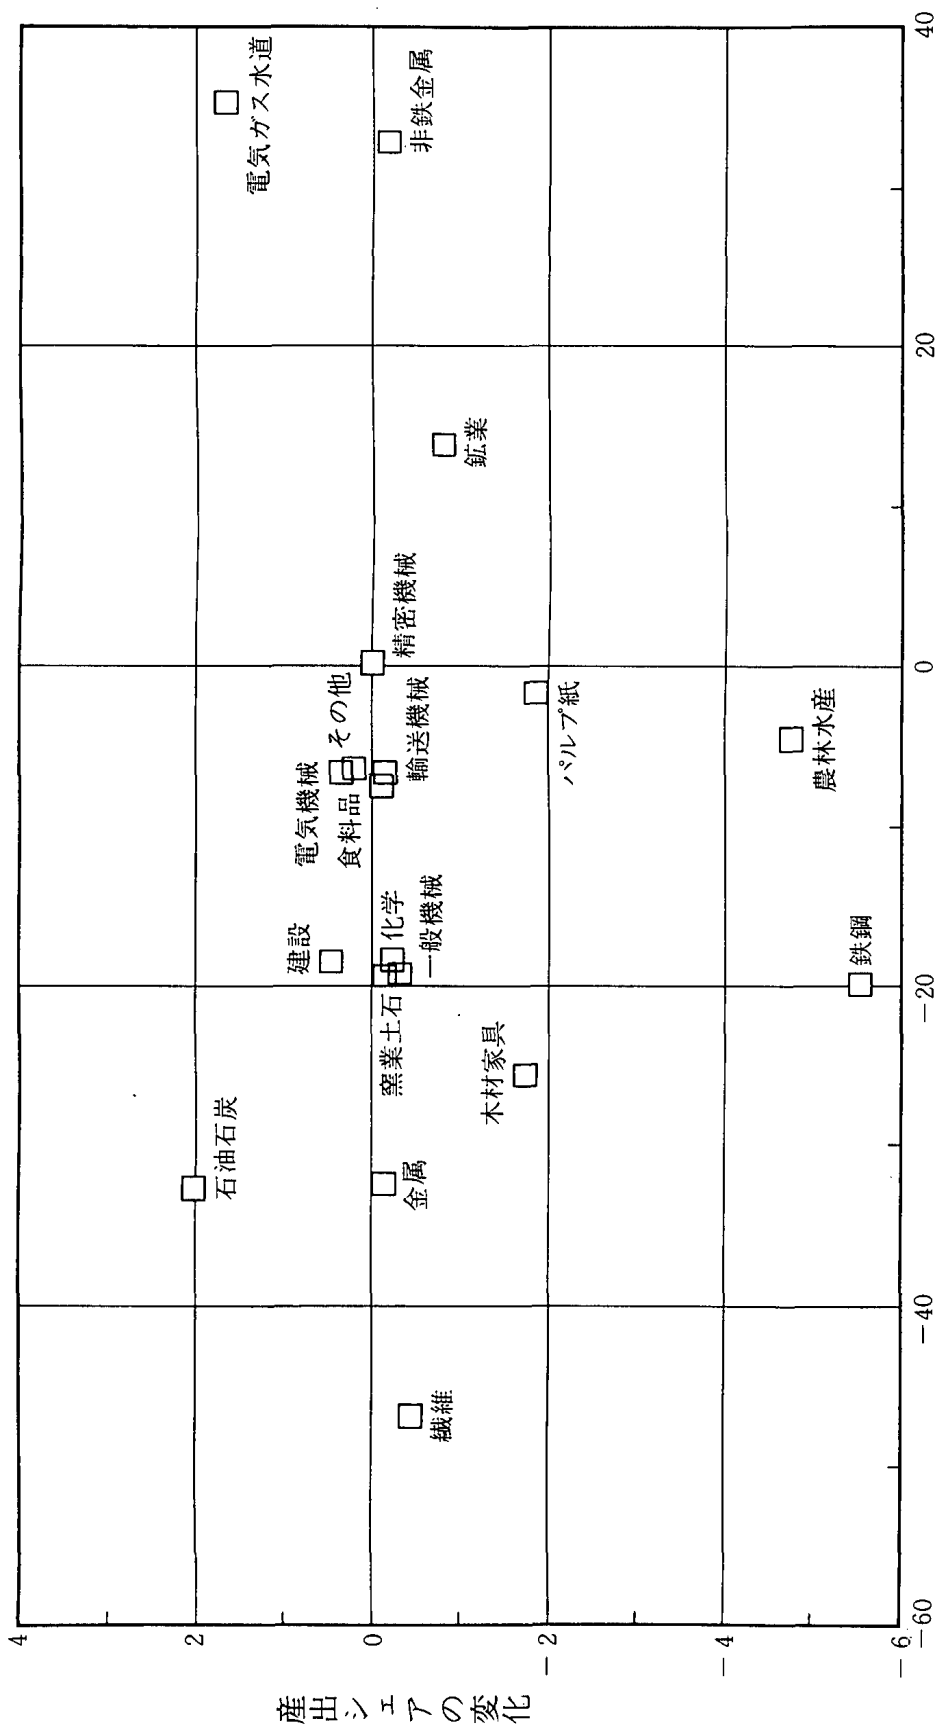 産出シェアの変化
4
2
0
−2
−4
−6
−60
−40
−20
0
20
40
電気ガス水道
非鉄金属
鉱業
精密機械
その他
電気機械
食料品
輸送機械
パルプ紙
農林水産
建設
化学
一般機械
窯業土石
鉄鋼
木材家具
石油石炭
金属
繊維